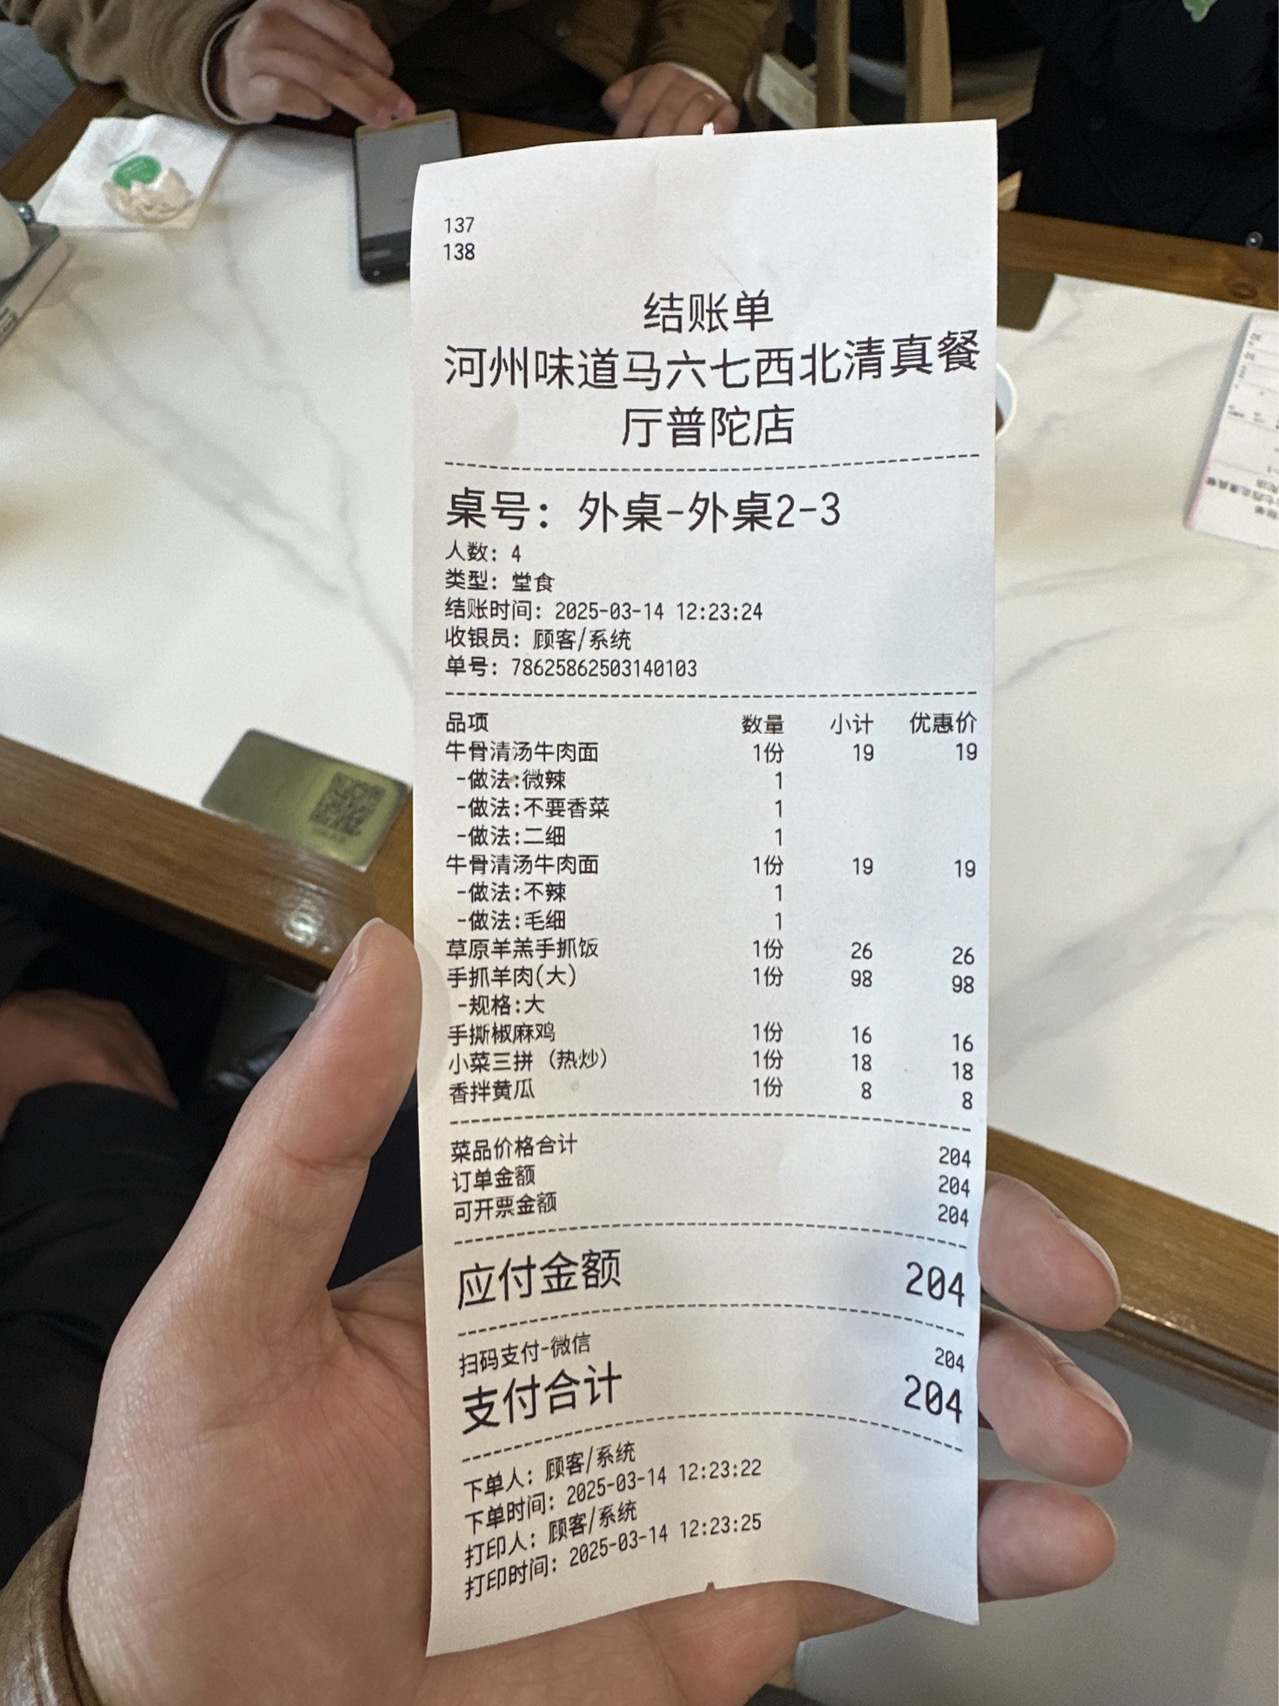 137
138
结账单
河州味道马六七西北清真餐
厅普陀店
桌号: 外桌-外桌2-3
人数: 4
类型: 堂食
结账时间: 2025-03-14 12:23:24
收银员: 顾客/系统
单号: 78625862503140103
品项 数量 小计 优惠价
牛骨清汤牛肉面 1份 19 19
-做法:微辣 1
-做法:不要香菜 1
-做法:二细 1
牛骨清汤牛肉面 1份 19 19
-做法:不辣 1
-做法:毛细 1
草原羊羔手抓饭 1份 26 26
手抓羊肉(大) 1份 98 98
-规格:大
手撕椒麻鸡 1份 16 16
小菜三拼 (热炒) 1份 18 18
香拌黄瓜 1份 8 8
菜品价格合计 204
订单金额 204
可开票金额 204
应付金额 204
扫码支付-微信 204
支付合计 204
下单人: 顾客/系统
下单时间: 2025-03-14 12:23:22
打印人: 顾客/系统
打印时间: 2025-03-14 12:23:25